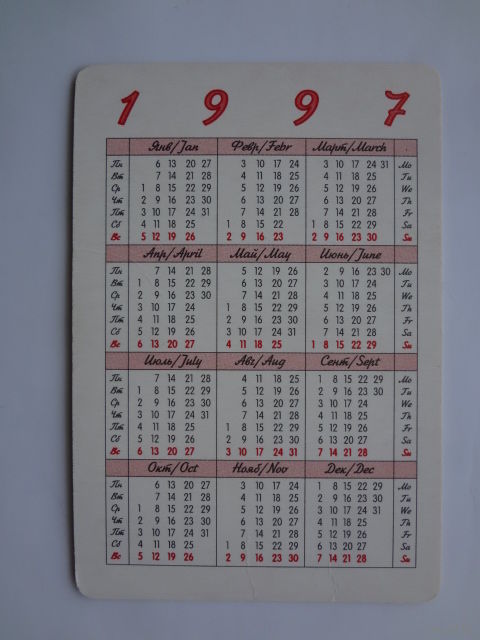 1 9 9 7
Янв/Jan Февр/Febr Март/March
Пн 6 13 20 27 3 10 17 24 3 10 17 24 31 Mo
Вт 7 14 21 28 4 11 18 25 4 11 18 25 Tu
Ср 1 8 15 22 29 5 12 19 26 5 12 19 26 We
Чт 2 9 16 23 30 6 13 20 27 6 13 20 27 Th
Пт 3 10 17 24 31 7 14 21 28 7 14 21 28 Fr
Сб 4 11 18 25 1 8 15 22 1 8 15 22 29 Sa
Вс 5 12 19 26 2 9 16 23 2 9 16 23 30 Su
Апр/April Май/May Июнь/June
Пн 7 14 21 28 5 12 19 26 2 9 16 23 30 Mo
Вт 1 8 15 22 29 6 13 20 27 3 10 17 24 Tu
Ср 2 9 16 23 30 7 14 21 28 4 11 18 25 We
Чт 3 10 17 24 1 8 15 22 29 5 12 19 26 Th
Пт 4 11 18 25 2 9 16 23 30 6 13 20 27 Fr
Сб 5 12 19 26 3 10 17 24 31 7 14 21 28 Sa
Вс 6 13 20 27 4 11 18 25 1 8 15 22 29 Su
Июль/July Авг/Aug Сент/Sept
Пн 7 14 21 28 4 11 18 25 1 8 15 22 29 Mo
Вт 1 8 15 22 29 5 12 19 26 2 9 16 23 30 Tu
Ср 2 9 16 23 30 6 13 20 27 3 10 17 24 We
Чт 3 10 17 24 31 7 14 21 28 4 11 18 25 Th
Пт 4 11 18 25 1 8 15 22 29 5 12 19 26 Fr
Сб 5 12 19 26 2 9 16 23 30 6 13 20 27 Sa
Вс 6 13 20 27 3 10 17 24 31 7 14 21 28 Su
Окт/Oct Нояб/Nov Дек/Dec
Пн 6 13 20 27 3 10 17 24 1 8 15 22 29 Mo
Вт 7 14 21 28 4 11 18 25 2 9 16 23 30 Tu
Ср 1 8 15 22 29 5 12 19 26 3 10 17 24 31 We
Чт 2 9 16 23 30 6 13 20 27 4 11 18 25 Th
Пт 3 10 17 24 31 7 14 21 28 5 12 19 26 Fr
Сб 4 11 18 25 1 8 15 22 29 6 13 20 27 Sa
Вс 5 12 19 26 2 9 16 23 30 7 14 21 28 Su